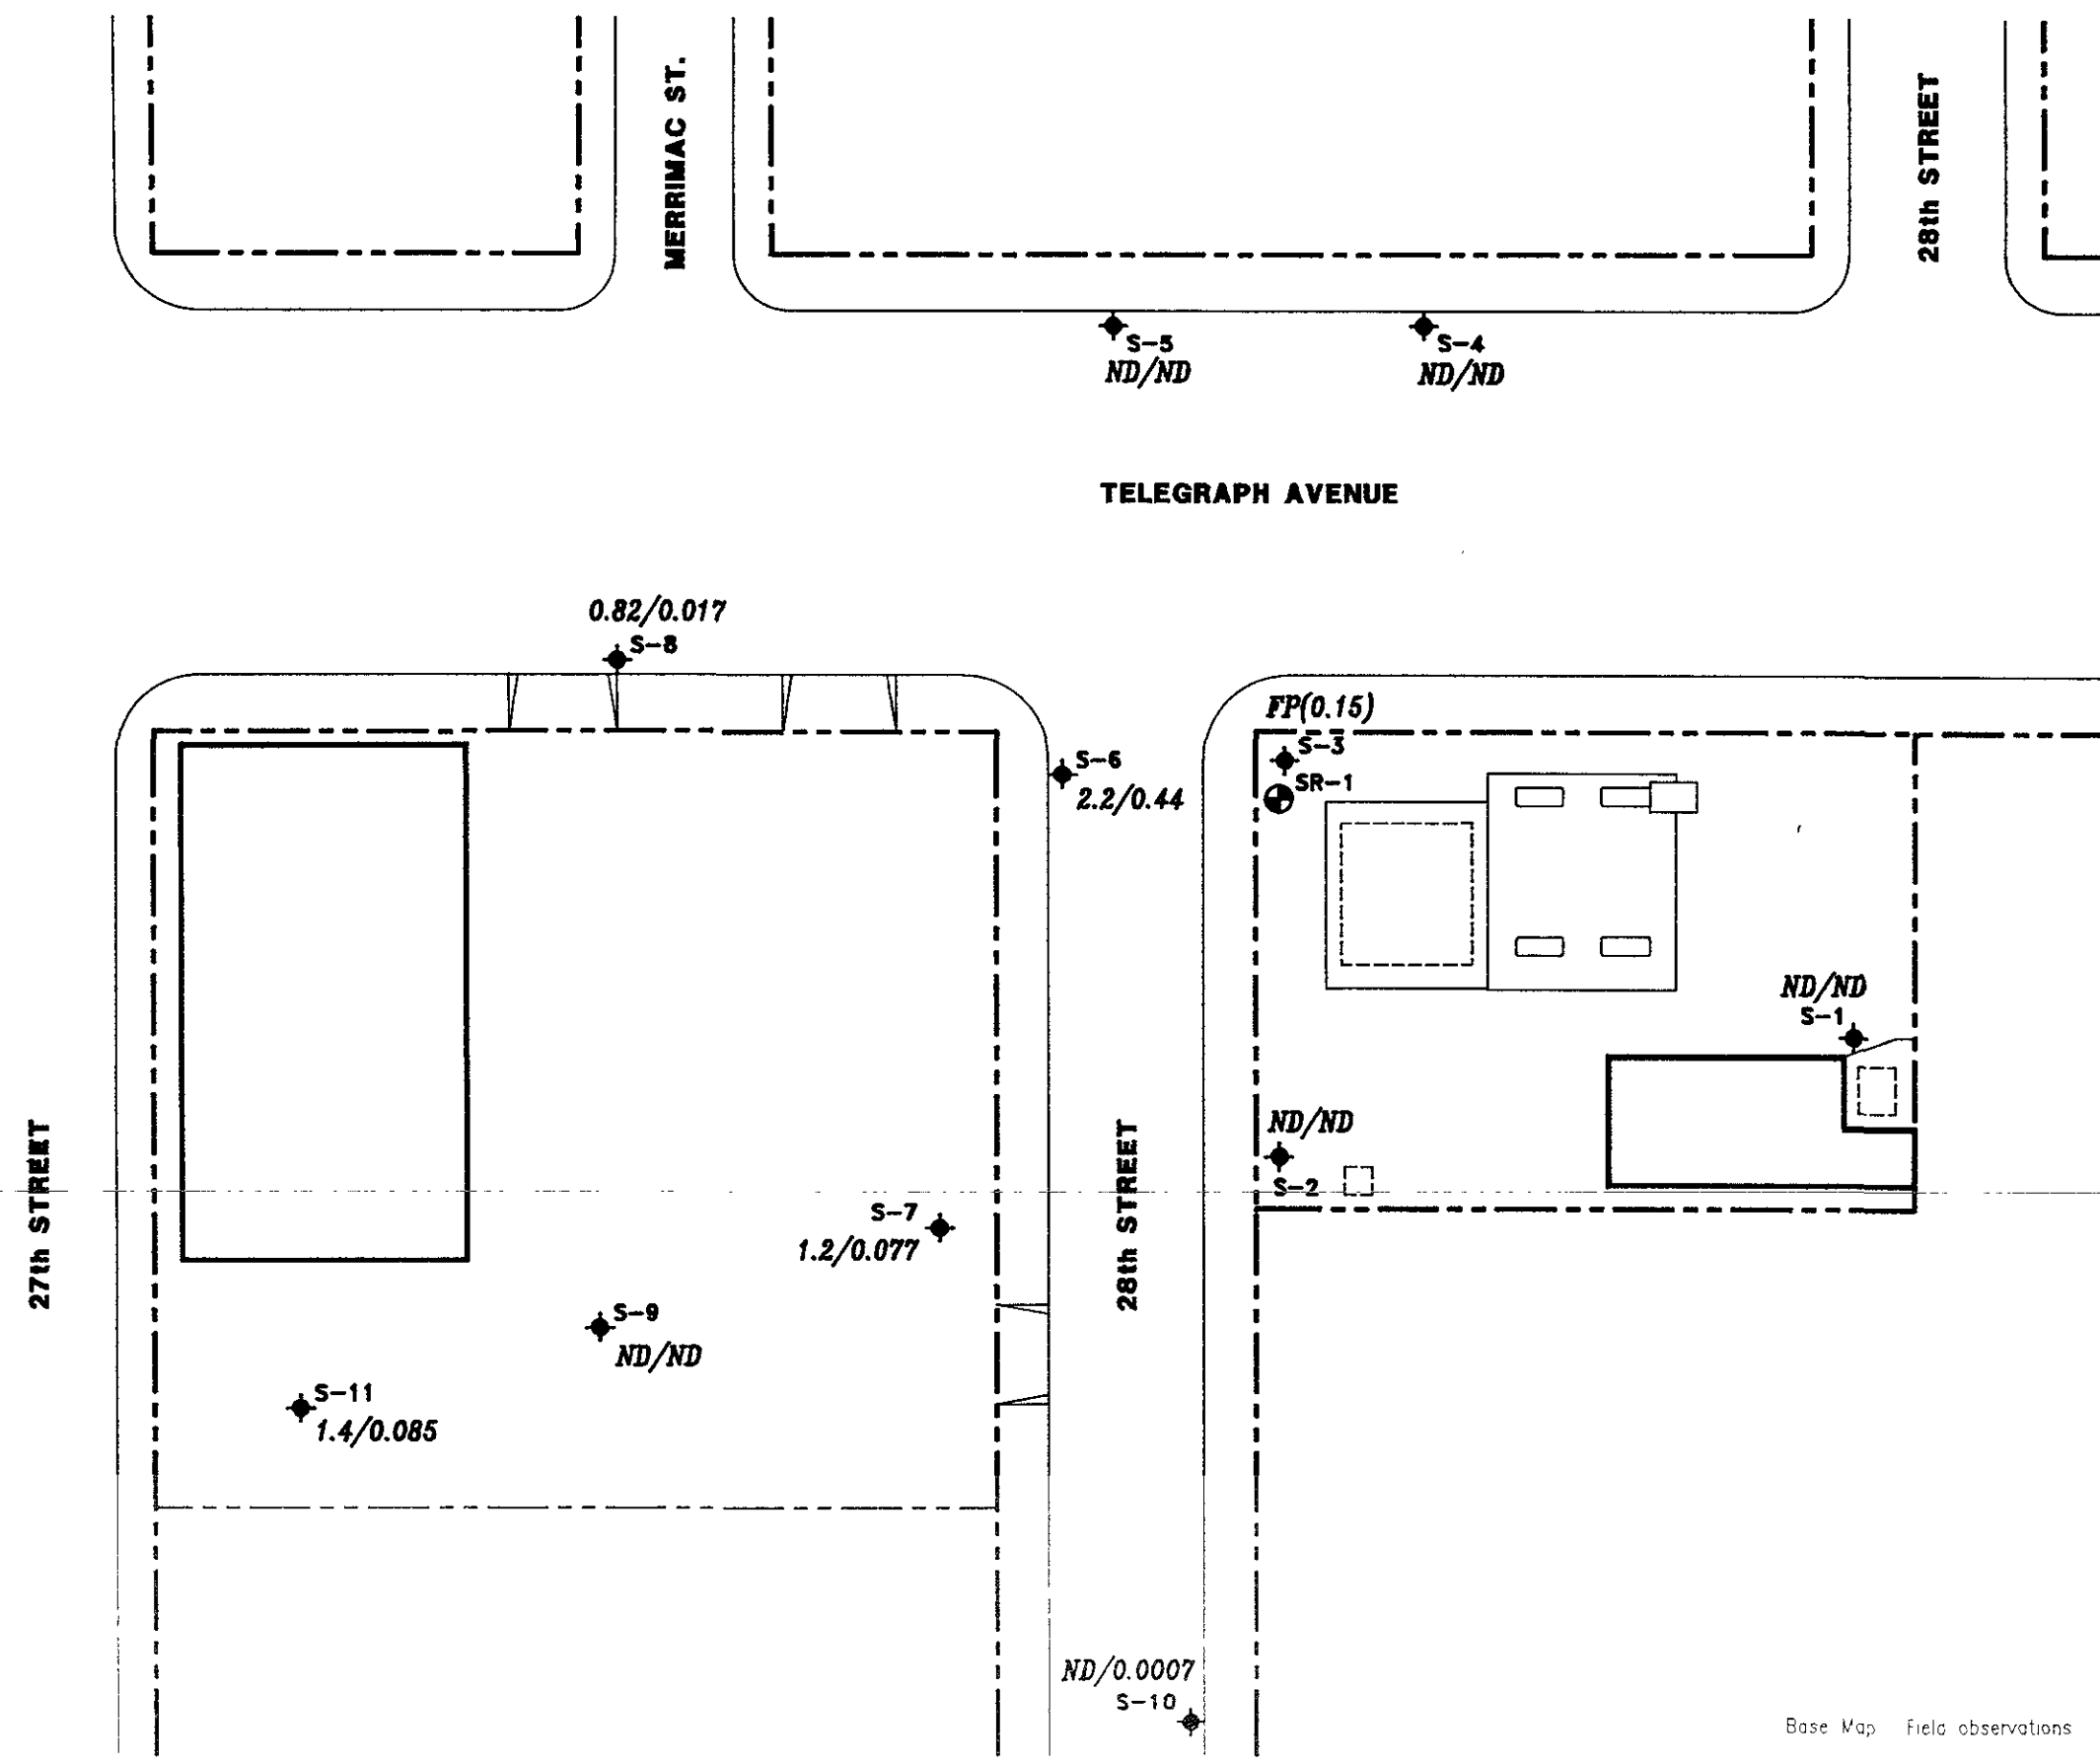 MERRIMAC ST.
28th STREET
S-5
ND/ND
S-4
ND/ND
TELEGRAPH AVENUE
0.82/0.017
S-8
FP(0.15)
S-3
SR-1
S-6
2.2/0.44
ND/ND
S-1
ND/ND
S-2
27th STREET
28th STREET
S-7
1.2/0.077
S-9
ND/ND
S-11
1.4/0.085
ND/0.0007
S-10
Base Map Field observations